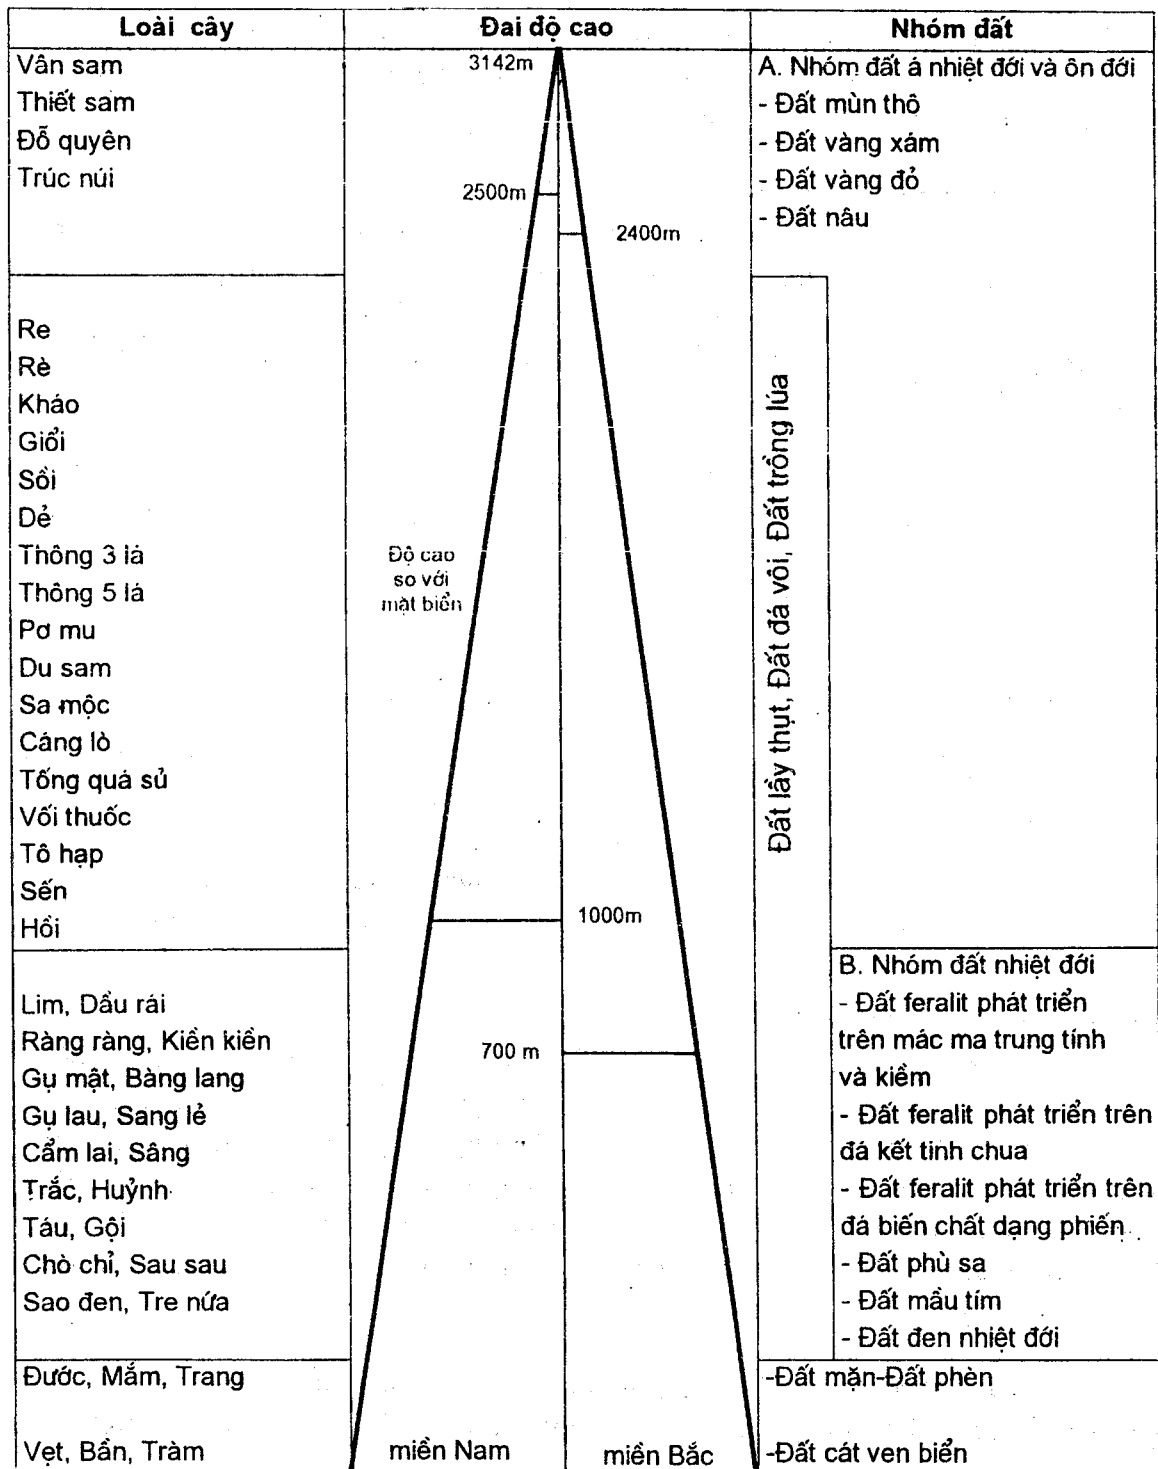 Loài cây
Đai độ cao
Nhóm đất
Vân sam
Thiết sam
Đỗ quyên
Trúc núi
3142m
2500m
2400m
A. Nhóm đất á nhiệt đới và ôn đới
- Đất mùn thô
- Đất vàng xám
- Đất vàng đỏ
- Đất nâu
Re
Rè
Kháo
Giổi
Sồi
Dẻ
Thông 3 lá
Thông 5 lá
Pơ mu
Du sam
Sa mộc
Cáng lò
Tống quá sủ
Vối thuốc
Tô hạp
Sến
Hồi
Độ cao
so với
mặt biển
1000m
Đất lầy thụt, Đất đá vôi, Đất trồng lúa
Lim, Dầu rái
Ràng ràng, Kiền kiền
Gụ mật, Bàng lang
Gụ lau, Sang lẻ
Cẩm lai, Sâng
Trắc, Huỷnh
Táu, Gội
Chò chỉ, Sau sau
Sao đen, Tre nứa
700 m
B. Nhóm đất nhiệt đới
- Đất feralit phát triển
trên mác ma trung tính
và kiềm
- Đất feralit phát triển trên
đá kết tinh chua
- Đất feralit phát triển trên
đá biến chất dạng phiến
- Đất phù sa
- Đất mầu tím
- Đất đen nhiệt đới
Đước, Mắm, Trang
Vẹt, Bần, Tràm
miền Nam
miền Bắc
-Đất mặn-Đất phèn
-Đất cát ven biển